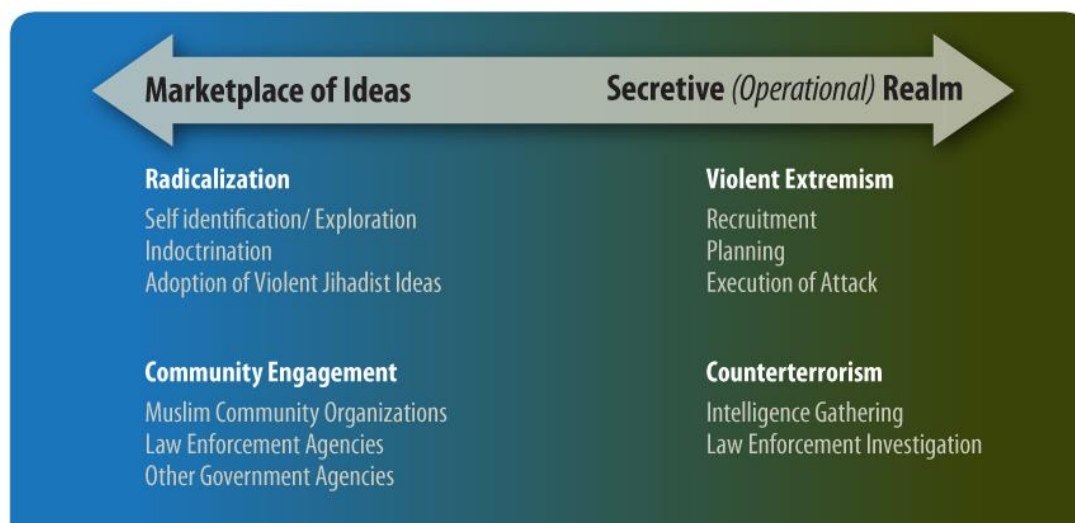 Marketplace of Ideas
Secretive (Operational) Realm
Radicalization
Self identification/ Exploration
Indoctrination
Adoption of Violent Jihadist Ideas
Violent Extremism
Recruitment
Planning
Execution of Attack
Community Engagement
Muslim Community Organizations
Law Enforcement Agencies
Other Government Agencies
Counterterrorism
Intelligence Gathering
Law Enforcement Investigation